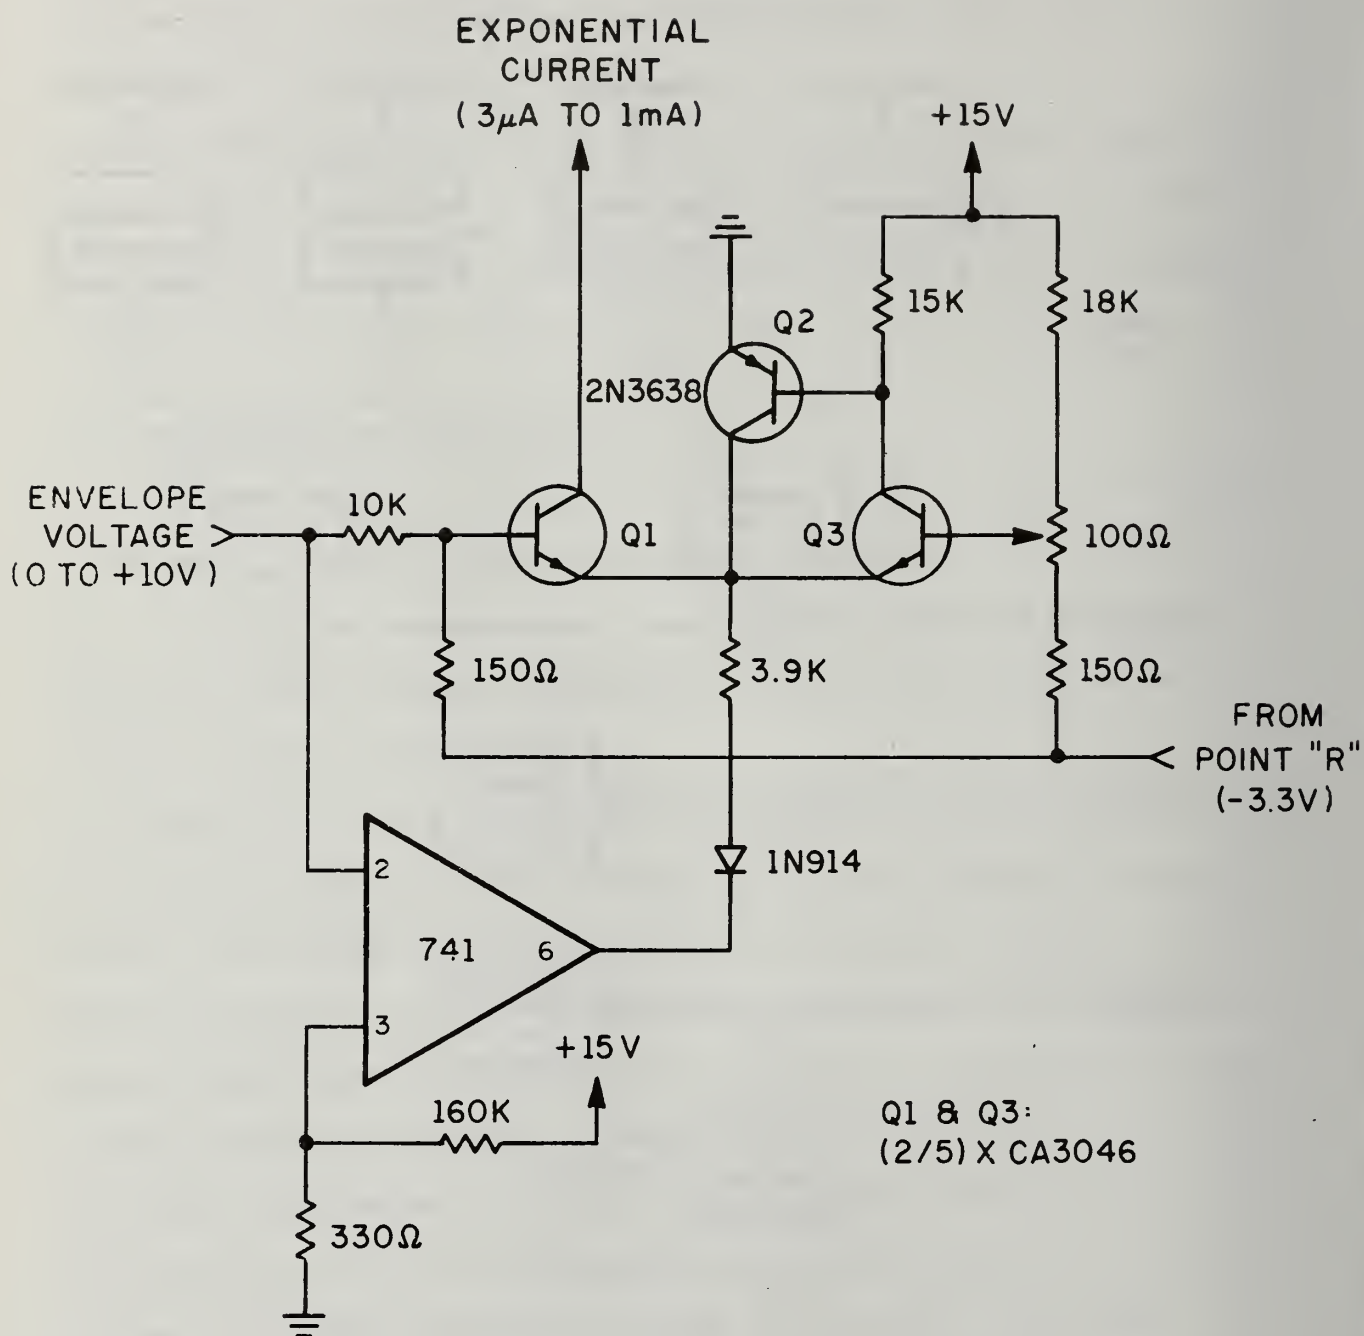 EXPONENTIAL
CURRENT
(3μA TO 1mA)
+15V
15K
18K
Q2
2N3638
ENVELOPE
VOLTAGE
(0 TO +10V)
10K
Q1
Q3
100Ω
150Ω
3.9K
150Ω
FROM
POINT "R"
(-3.3V)
1N914
2
741
6
3
+15V
160K
Q1 & Q3:
(2/5) X CA3046
330Ω